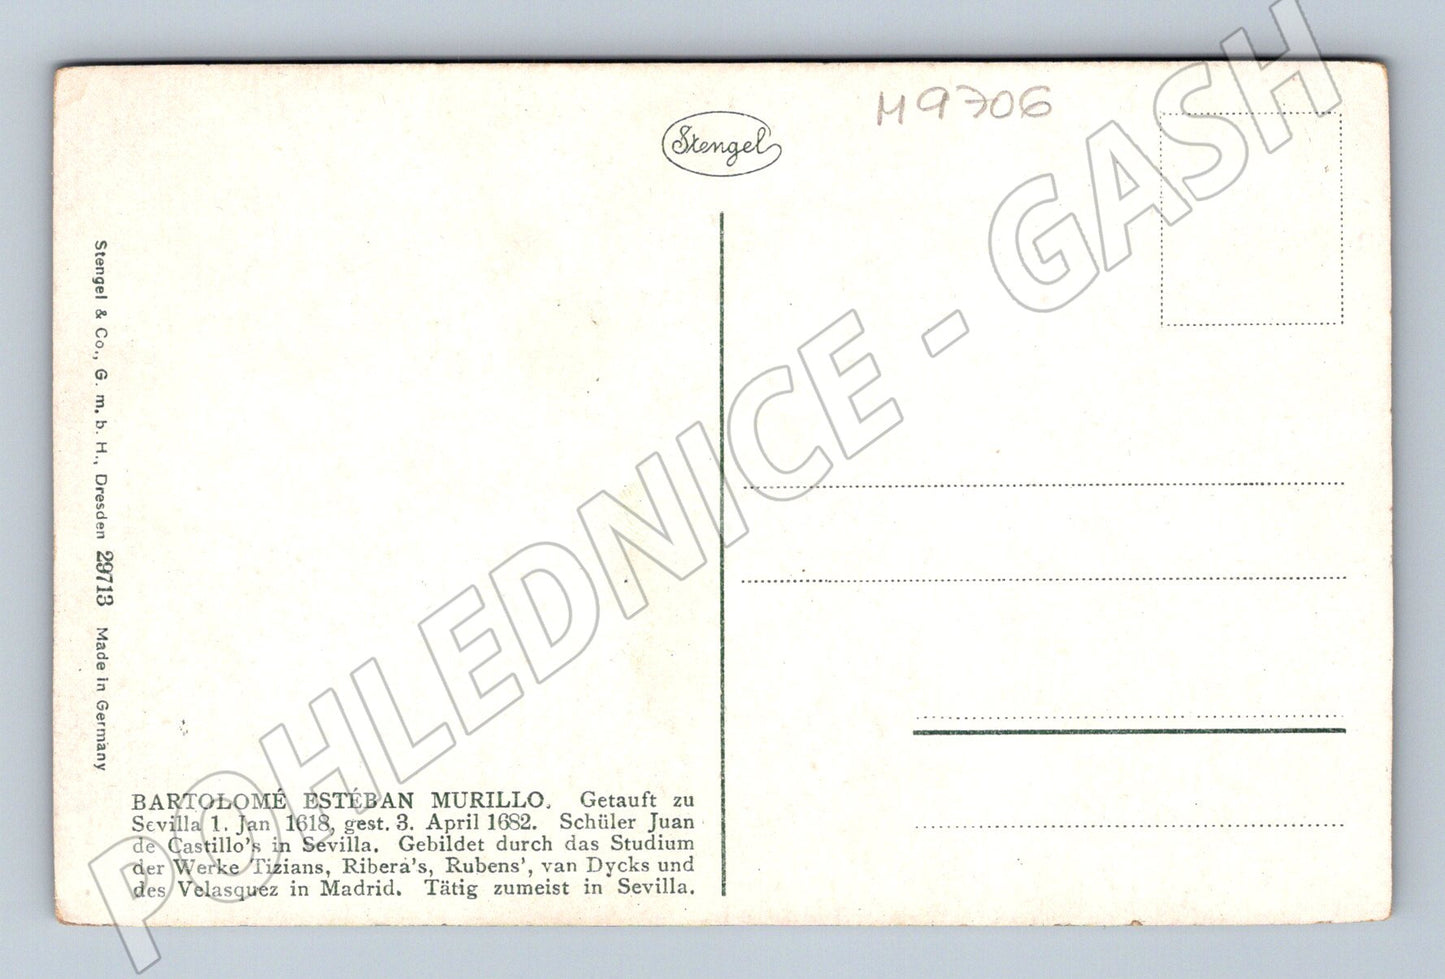 M9706
Stengel
Stengel & Co., G. m. b. H., Dresden 29713 Made in Germany
BARTOLOMÉ ESTÉBAN MURILLO. Getauft zu
Sevilla 1. Jan 1618, gest. 3. April 1682. Schüler Juan
de Castillo's in Sevilla. Gebildet durch das Studium
der Werke Tizians, Ribera's, Rubens', van Dycks und
des Velasquez in Madrid. Tätig zumeist in Sevilla.
POHLEDNICE - GASH